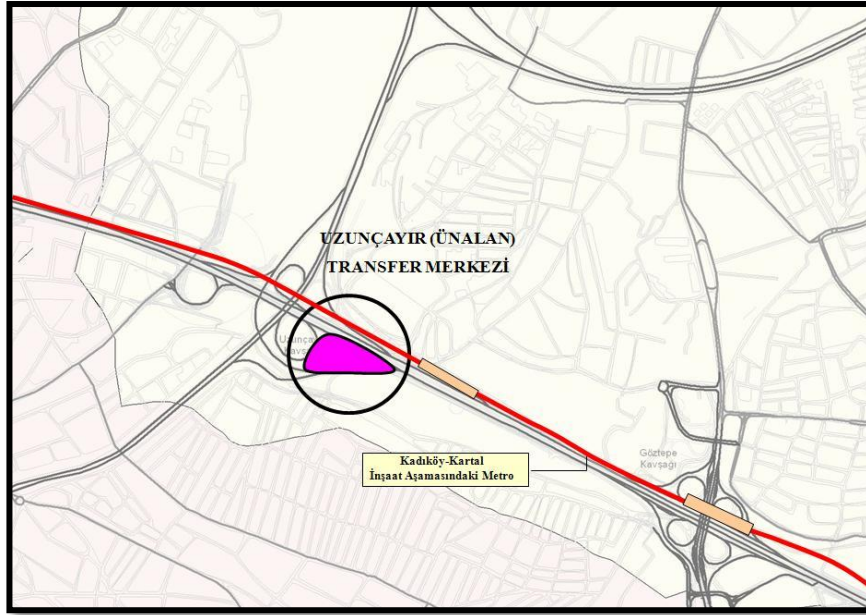 UZUNÇAYIR (ÜNALAN)
TRANSFER MERKEZİ
Kadıköy-Kartal
İnşaat Aşamasındaki Metro
Göztepe
Kavşağı